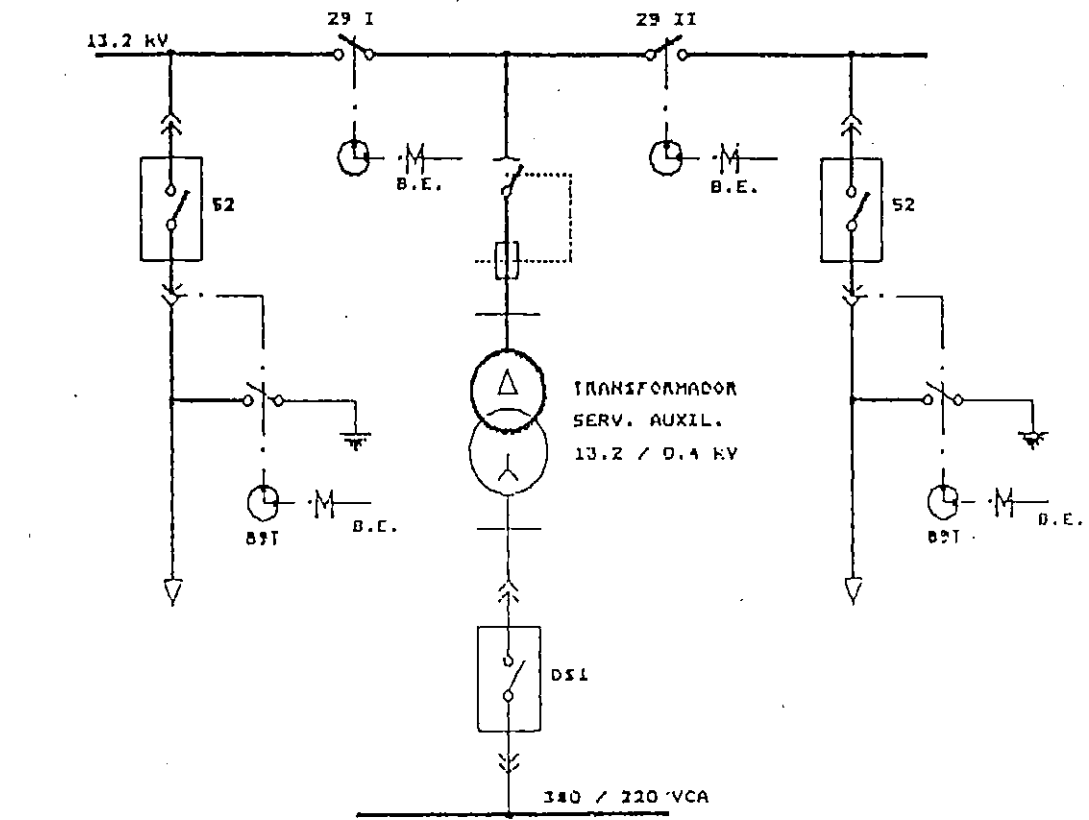 29 I
29 II
13.2 kV
M
B.E.
M
B.E.
52
52
TRANSFORMADOR
SERV. AUXIL.
13.2 / 0.4 kV
M
B.E.
89T
M
B.E.
89T
DS1
380 / 220 VCA